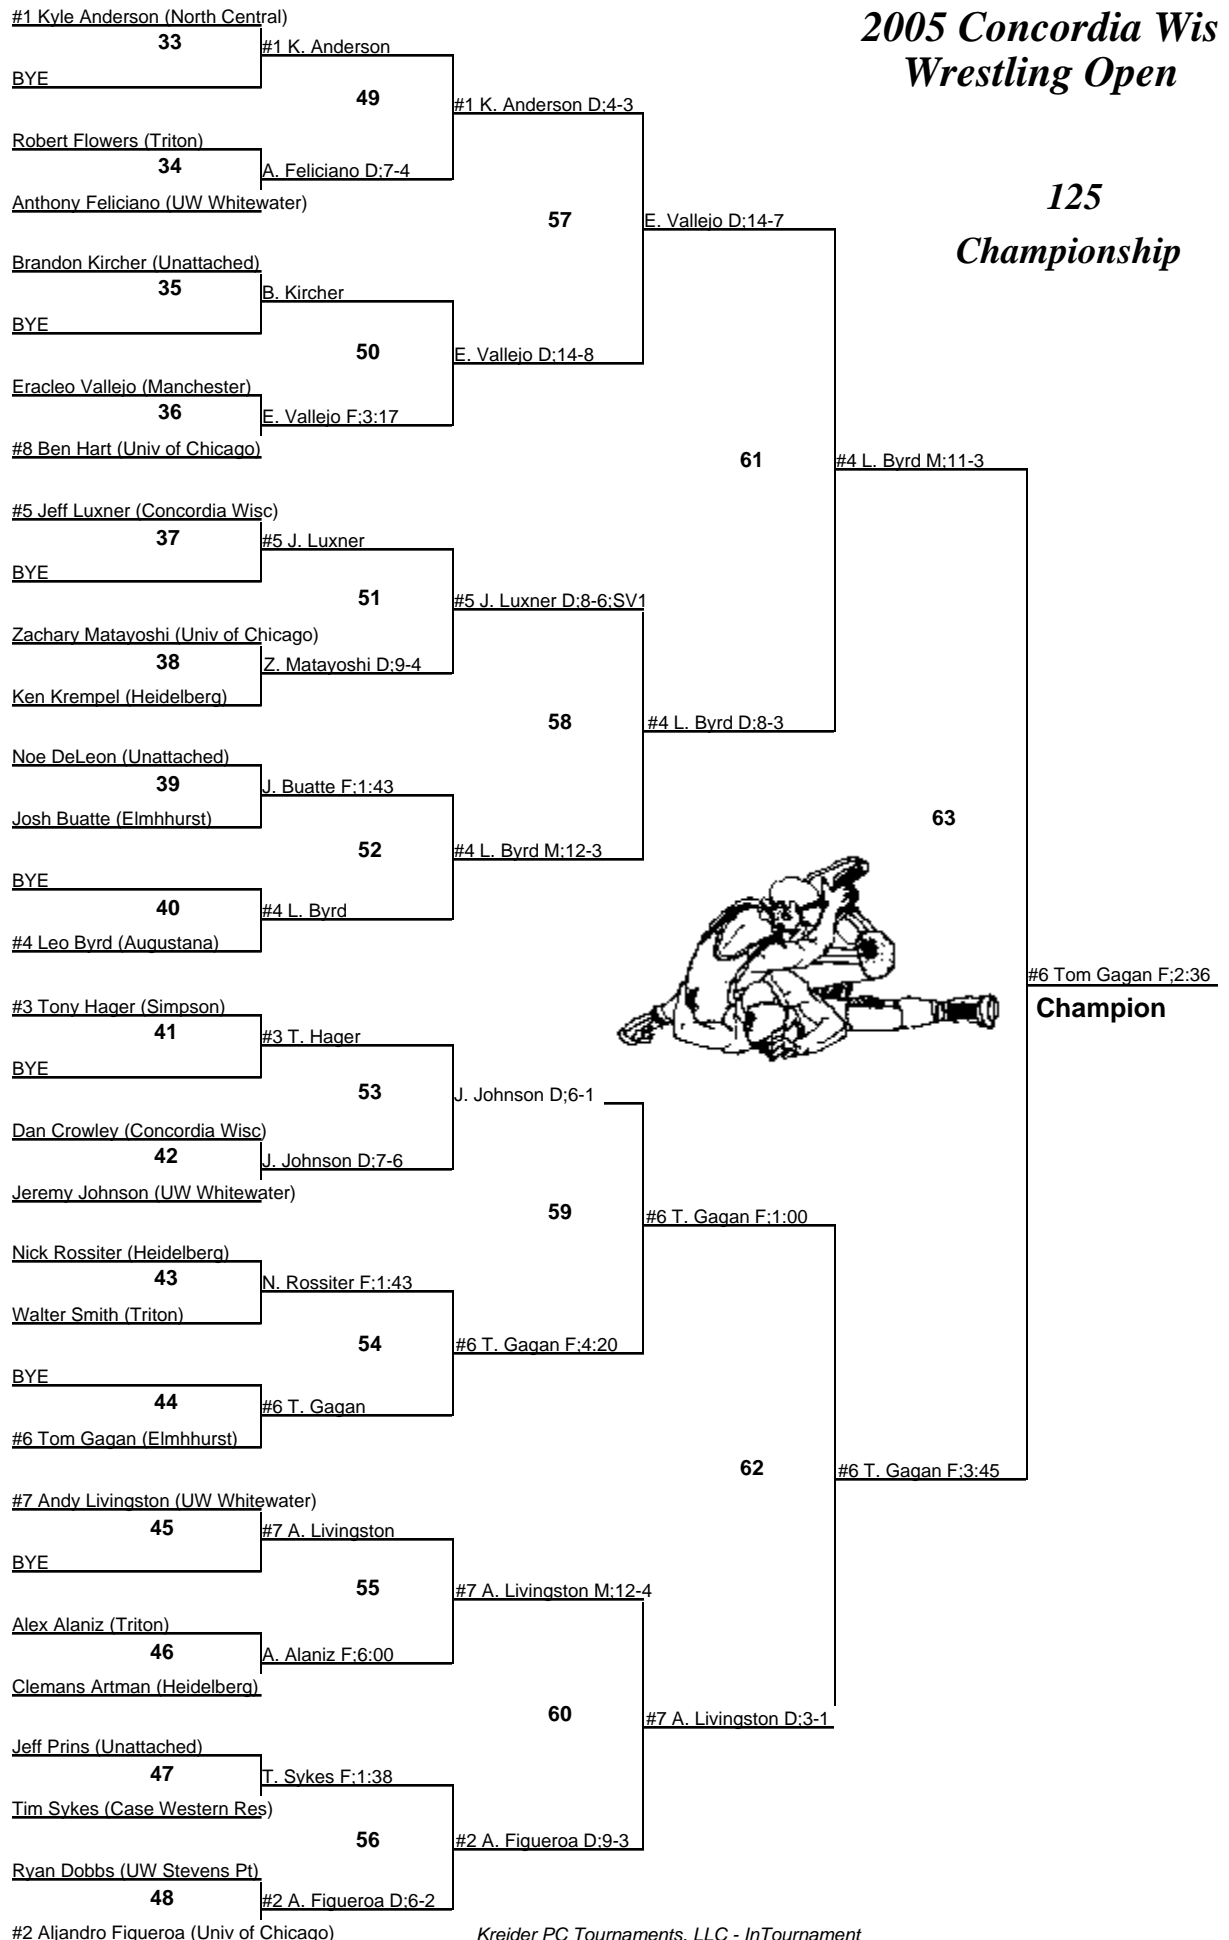 #1 Kyle Anderson (North Central)
2005 Concordia Wis
Wrestling Open
33
#1 K. Anderson
BYE
49
#1 K. Anderson D;4-3
Robert Flowers (Triton)
34
A. Feliciano D;7-4
Anthony Feliciano (UW Whitewater)
125
Championship
57
E. Vallejo D;14-7
Brandon Kircher (Unattached)
35
B. Kircher
BYE
50
E. Vallejo D;14-8
Eracleo Vallejo (Manchester)
36
E. Vallejo F;3:17
#8 Ben Hart (Univ of Chicago)
61
#4 L. Byrd M;11-3
#5 Jeff Luxner (Concordia Wisc)
37
#5 J. Luxner
BYE
51
#5 J. Luxner D;8-6;SV1
Zachary Matayoshi (Univ of Chicago)
38
Z. Matayoshi D;9-4
Ken Krempel (Heidelberg)
58
#4 L. Byrd D;8-3
Noe DeLeon (Unattached)
39
J. Buatte F;1:43
Josh Buatte (Elmhhurst)
63
52
#4 L. Byrd M;12-3
BYE
40
#4 L. Byrd
#4 Leo Byrd (Augustana)
#6 Tom Gagan F;2:36
Champion
#3 Tony Hager (Simpson)
41
#3 T. Hager
BYE
53
J. Johnson D;6-1
Dan Crowley (Concordia Wisc)
42
J. Johnson D;7-6
Jeremy Johnson (UW Whitewater)
59
#6 T. Gagan F;1:00
Nick Rossiter (Heidelberg)
43
N. Rossiter F;1:43
Walter Smith (Triton)
54
#6 T. Gagan F;4:20
BYE
44
#6 T. Gagan
#6 Tom Gagan (Elmhhurst)
62
#6 T. Gagan F;3:45
#7 Andy Livingston (UW Whitewater)
45
#7 A. Livingston
BYE
55
#7 A. Livingston M;12-4
Alex Alaniz (Triton)
46
A. Alaniz F;6:00
Clemans Artman (Heidelberg)
60
#7 A. Livingston D;3-1
Jeff Prins (Unattached)
47
T. Sykes F;1:38
Tim Sykes (Case Western Res)
56
#2 A. Figueroa D;9-3
Ryan Dobbs (UW Stevens Pt)
48
#2 A. Figueroa D;6-2
#2 Aljandro Figueroa (Univ of Chicago)
Kreider PC Tournaments, LLC - InTournament